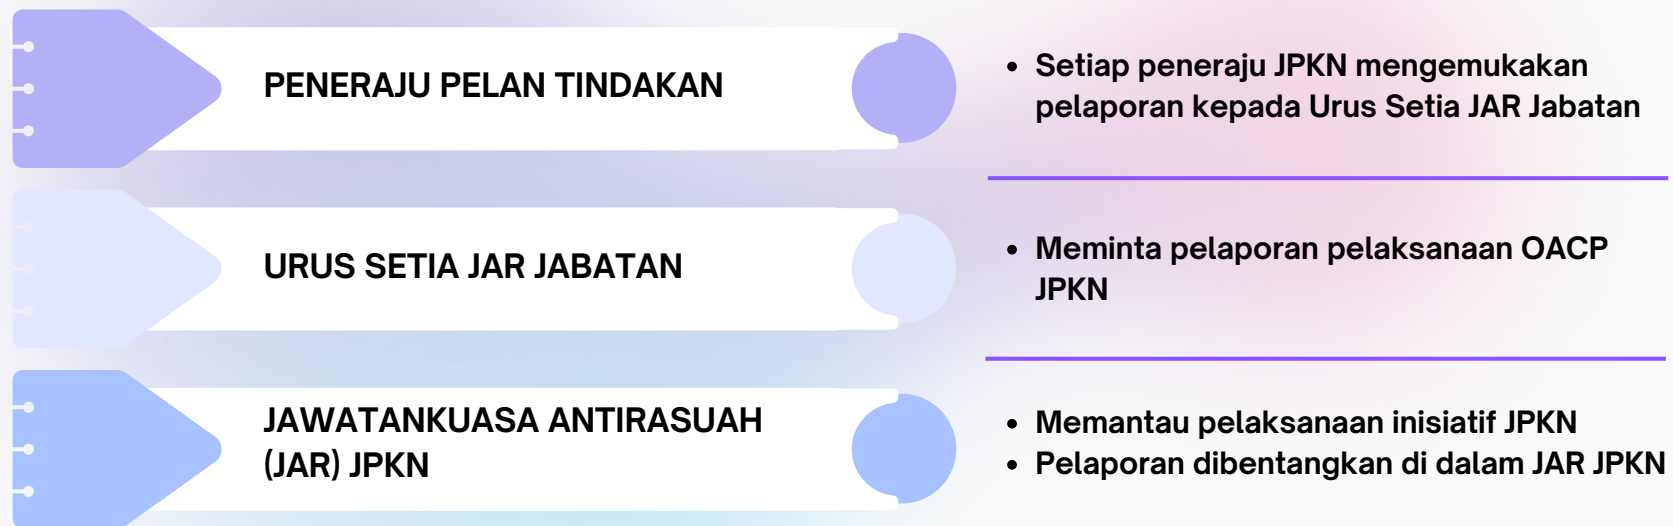 PENERAJU PELAN TINDAKAN
• Setiap peneraju JPKN mengemukakan
pelaporan kepada Urus Setia JAR Jabatan
URUS SETIA JAR JABATAN
• Meminta pelaporan pelaksanaan OACP
JPKN
JAWATANKUASA ANTIRASUAH
(JAR) JPKN
• Memantau pelaksanaan inisiatif JPKN
• Pelaporan dibentangkan di dalam JAR JPKN